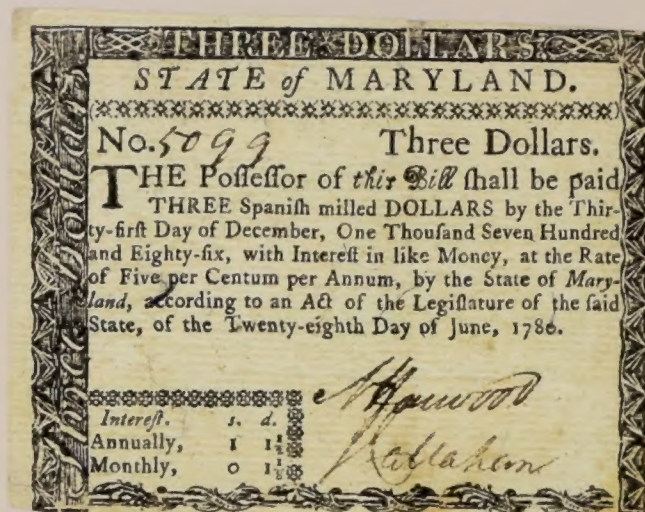 THREE DOLLARS.
Three Dollars
STATE of MARYLAND.
No. 5099 Three Dollars.
THE Poſſeſſor of this Bill ſhall be paid
THREE Spaniſh milled DOLLARS by the Thir-
ty-firſt Day of December, One Thouſand Seven Hundred
and Eighty-ſix, with Intereſt in like Money, at the Rate
of Five per Centum per Annum, by the State of Mary-
land, according to an Act of the Legiſlature of the ſaid
State, of the Twenty-eighth Day of June, 1780.
N Harwood
J Callahan
Intereſt. s. d.
Annually, 1 1½
Monthly, 0 1⅛